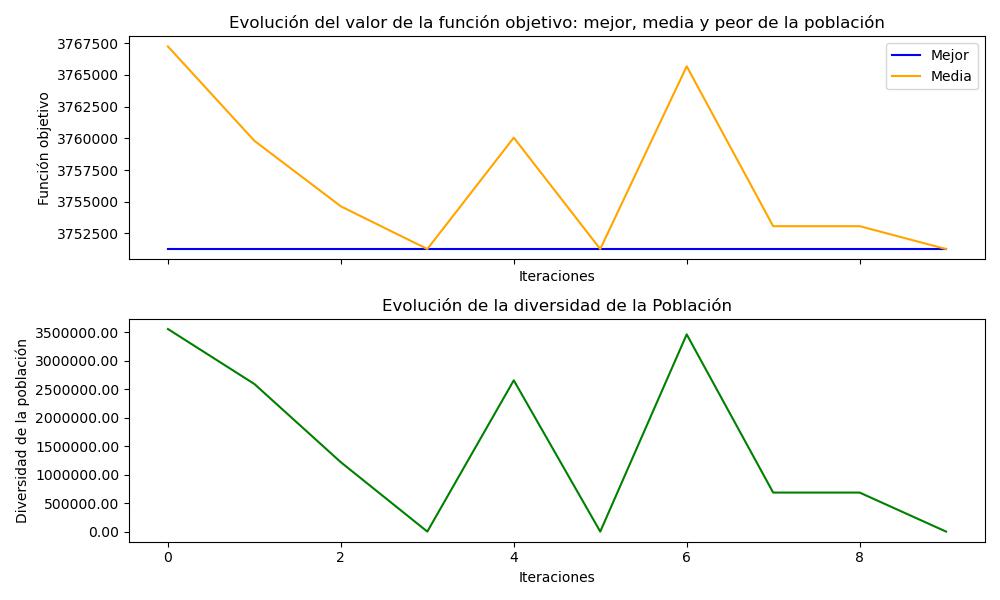 Evolución del valor de la función objetivo: mejor, media y peor de la población
Función objetivo
3767500
3765000
3762500
3760000
3757500
3755000
3752500
Mejor
Media
Iteraciones
Evolución de la diversidad de la Población
Diversidad de la población
3500000.00
3000000.00
2500000.00
2000000.00
1500000.00
1000000.00
500000.00
0.00
0 2 4 6 8
Iteraciones